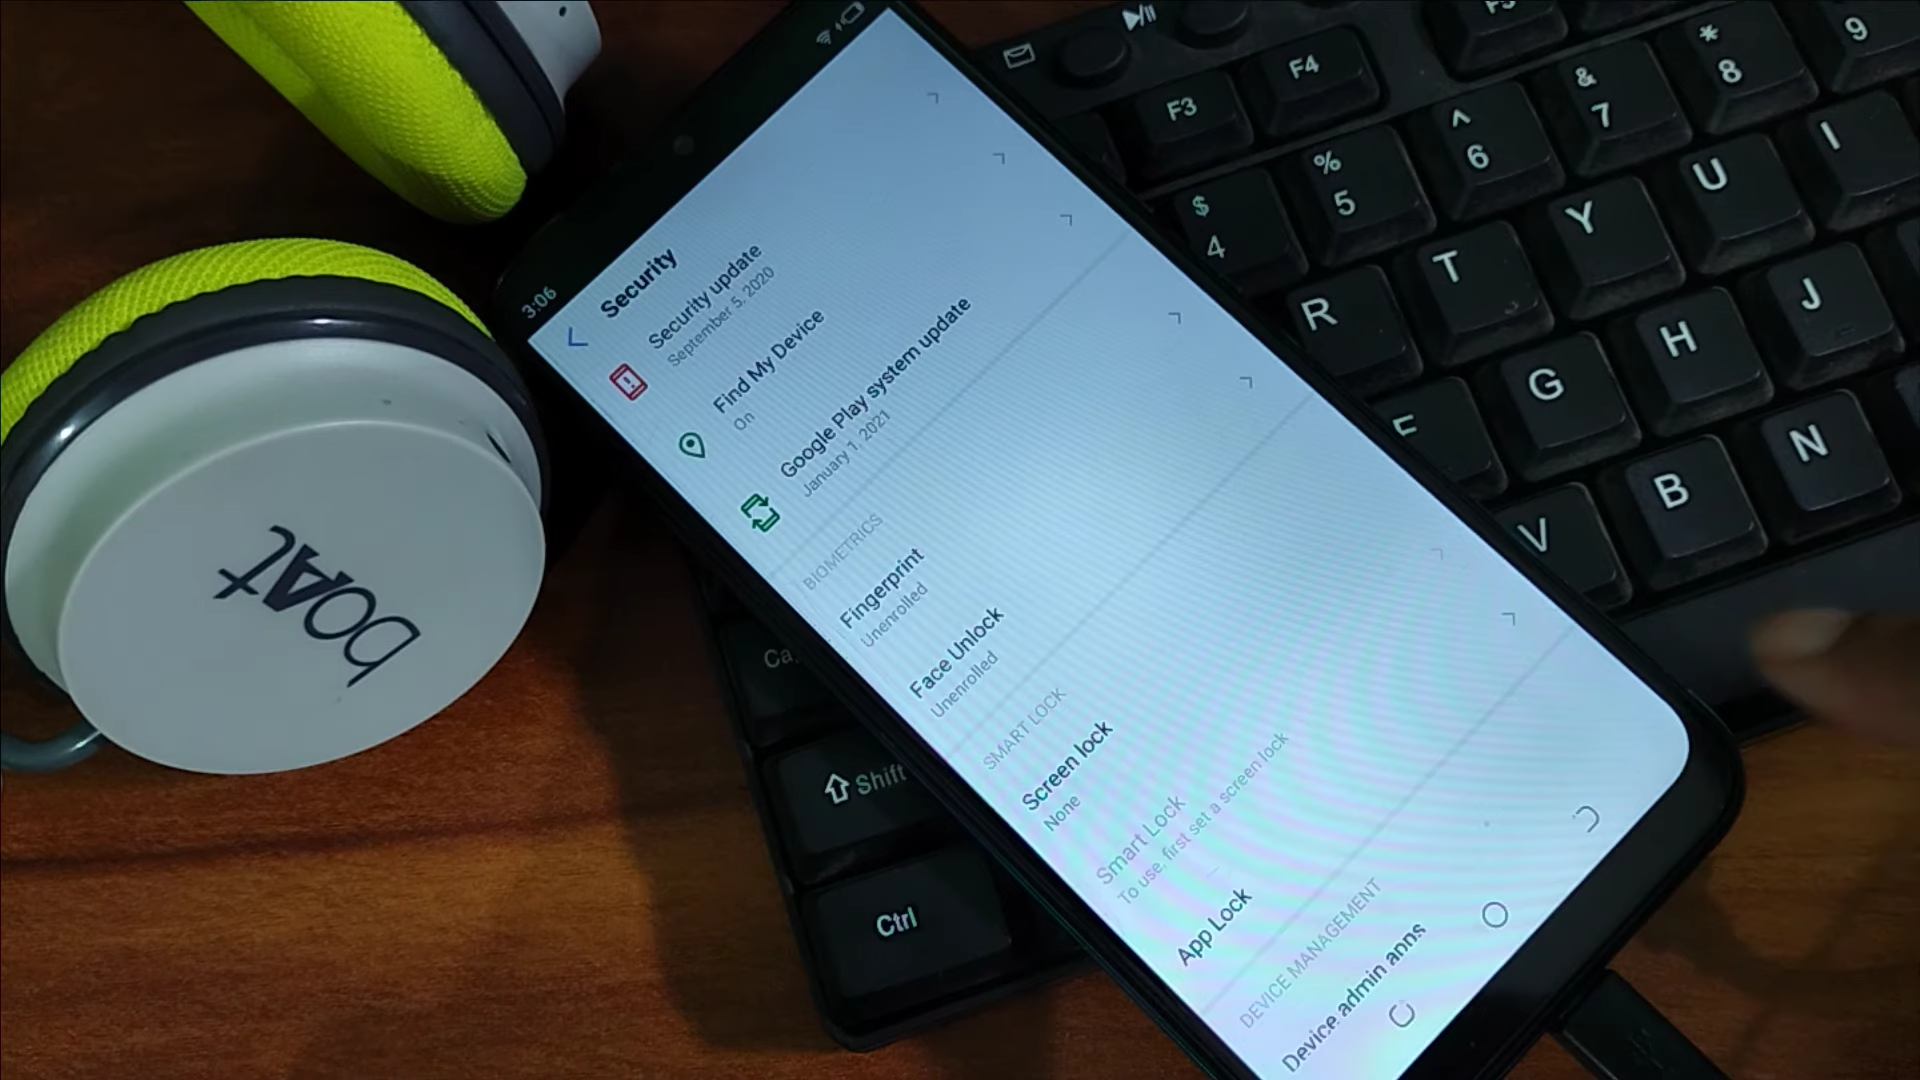 3:06
Security
Security update
September 5, 2020
Find My Device
On
Google Play system update
January 1, 2021
BIOMETRICS
Fingerprint
Unenrolled
Face Unlock
Unenrolled
SMART LOCK
Screen lock
None
Smart Lock
To use, first set a screen lock
App Lock
DEVICE MANAGEMENT
Device admin apps
boAt
F3
F4
$
4
%
5
^
6
&
7
*
8
9
R
T
Y
U
I
F
G
H
J
V
B
N
Shift
Ctrl